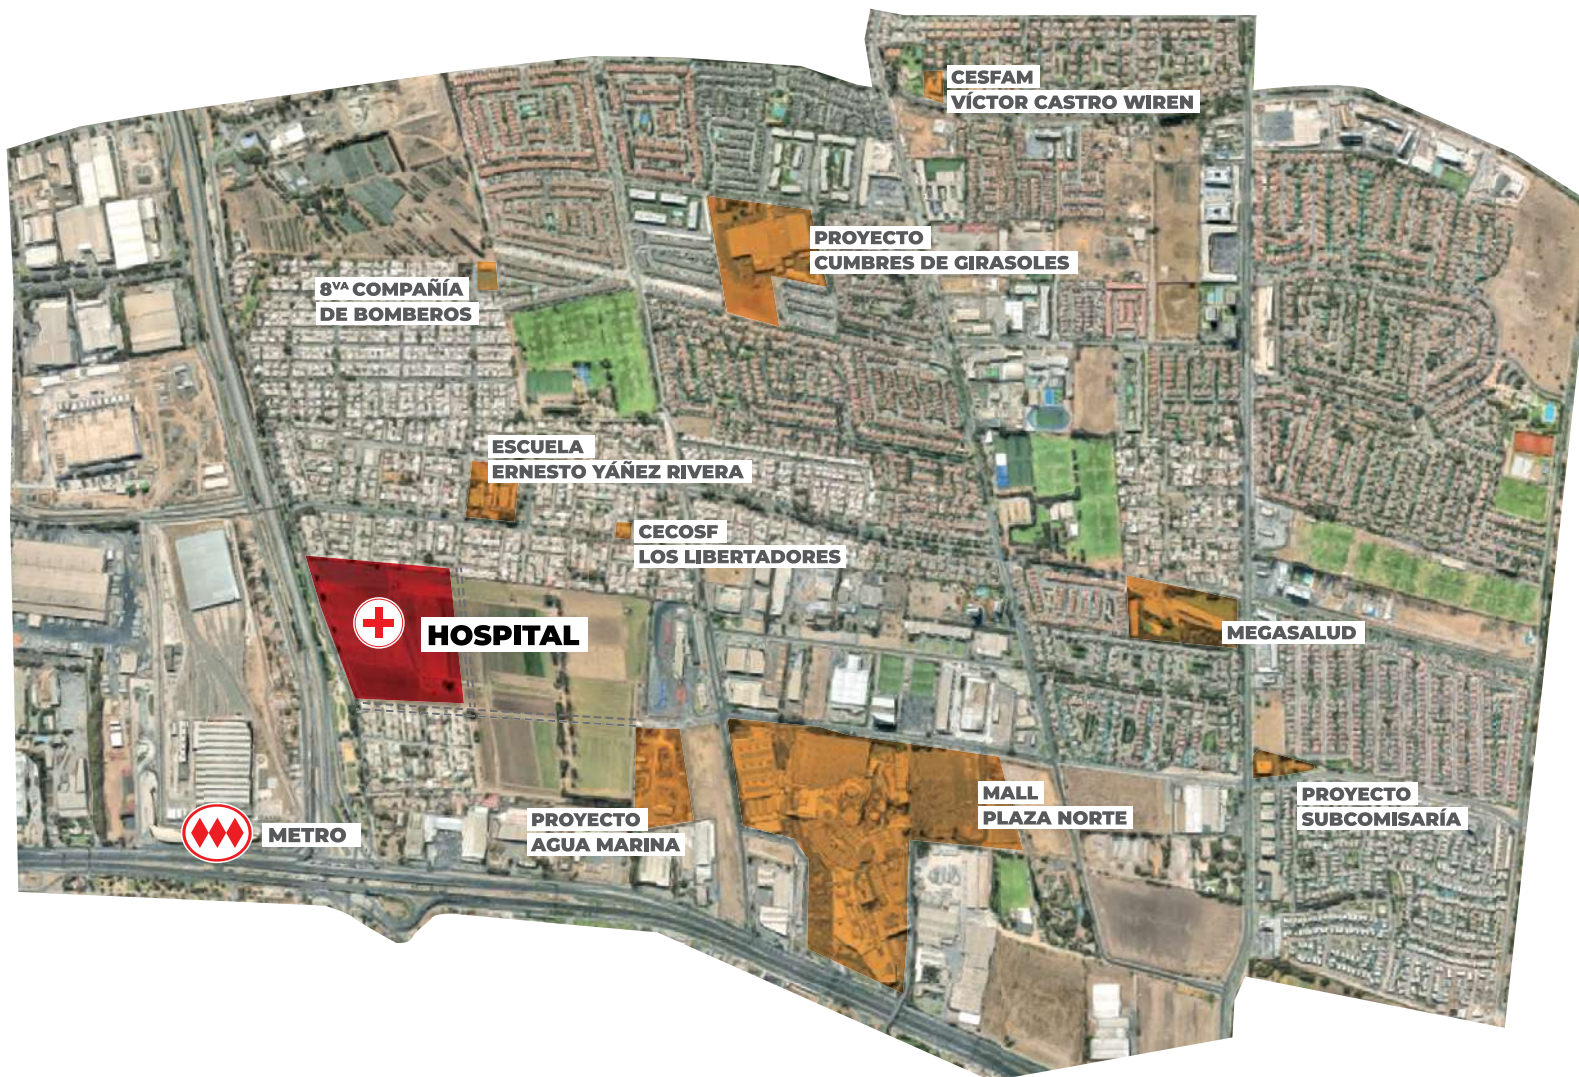 CESFAM
VÍCTOR CASTRO WIREN
PROYECTO
CUMBRES DE GIRASOLES
8VA COMPAÑÍA
DE BOMBEROS
ESCUELA
ERNESTO YÁÑEZ RIVERA
CECOSF
LOS LIBERTADORES
HOSPITAL
MEGASALUD
MALL
PLAZA NORTE
PROYECTO
SUBCOMISARÍA
PROYECTO
AGUA MARINA
METRO